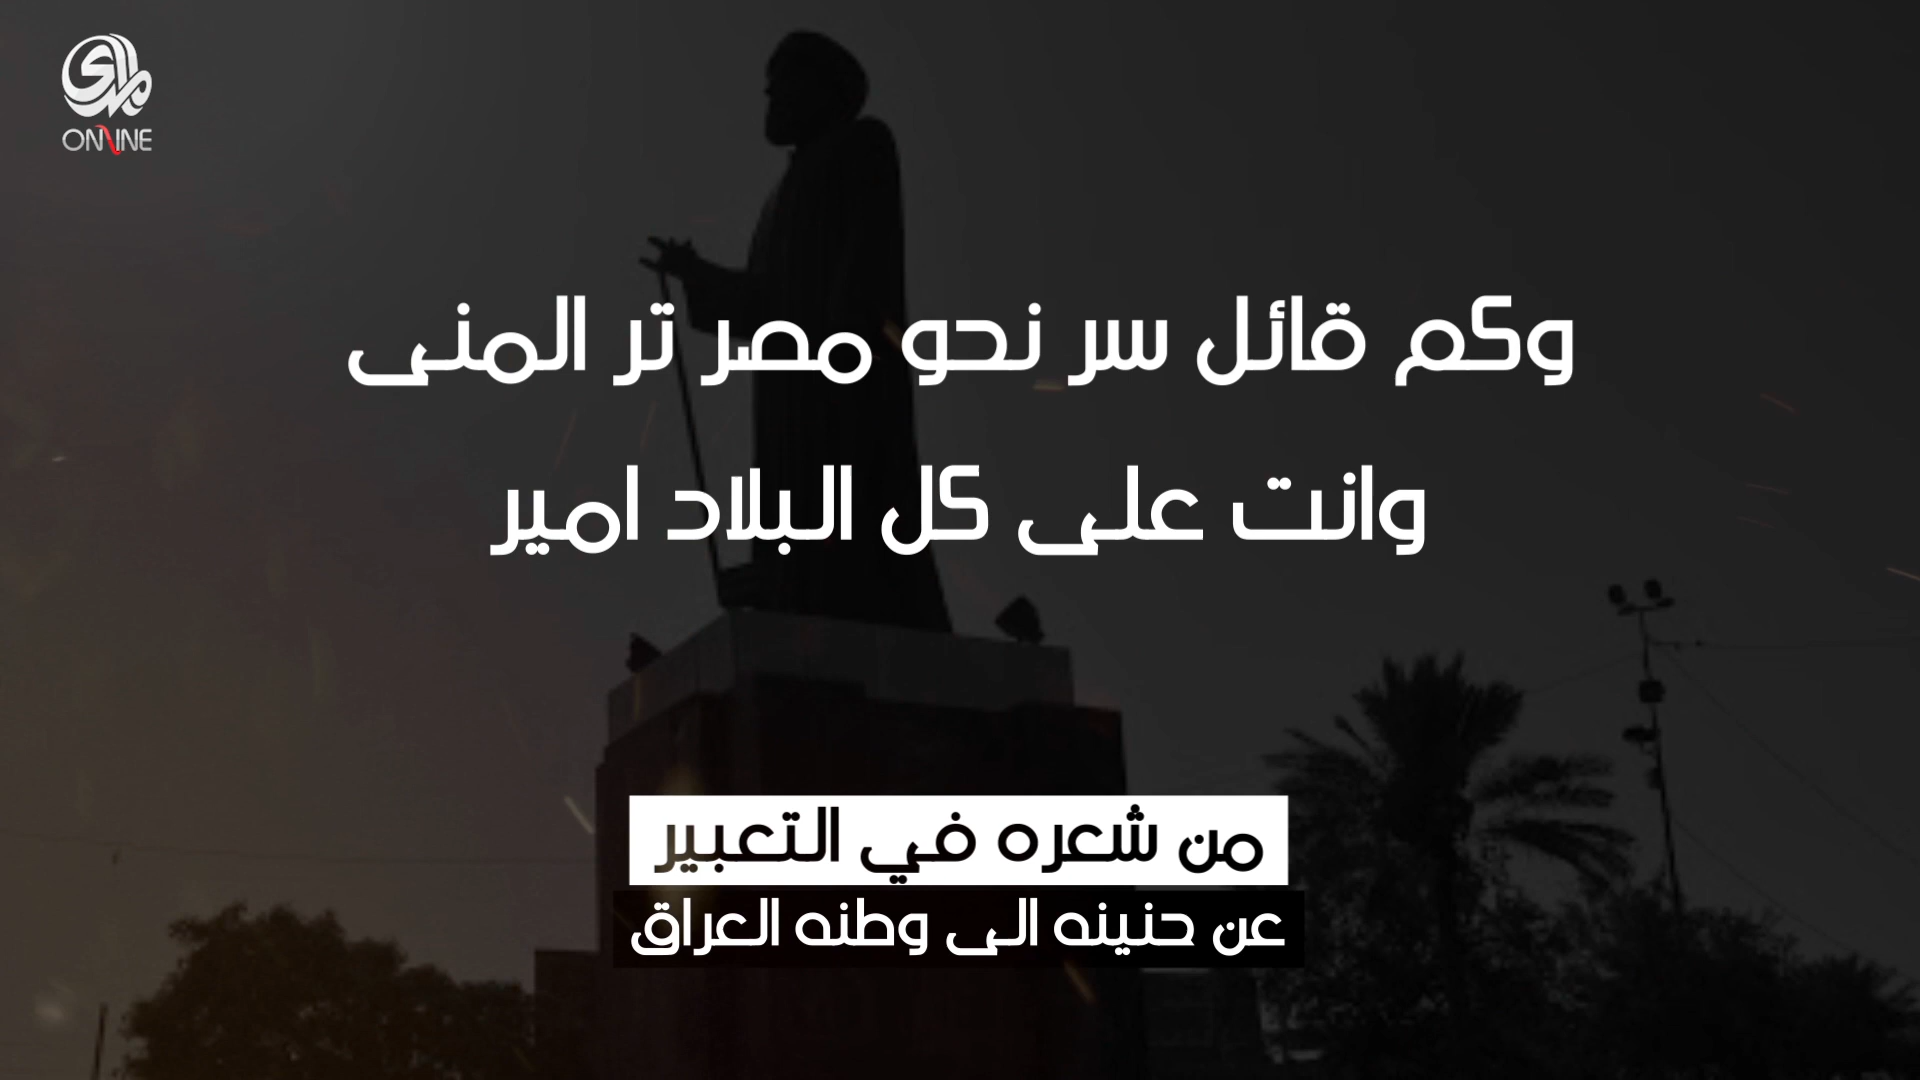 المدى
ONLINE
وكم قائل سر نحو مصر تر المنى
وانت على كل البلاد امير
من شعره في التعبير
عن حنينه الى وطنه العراق